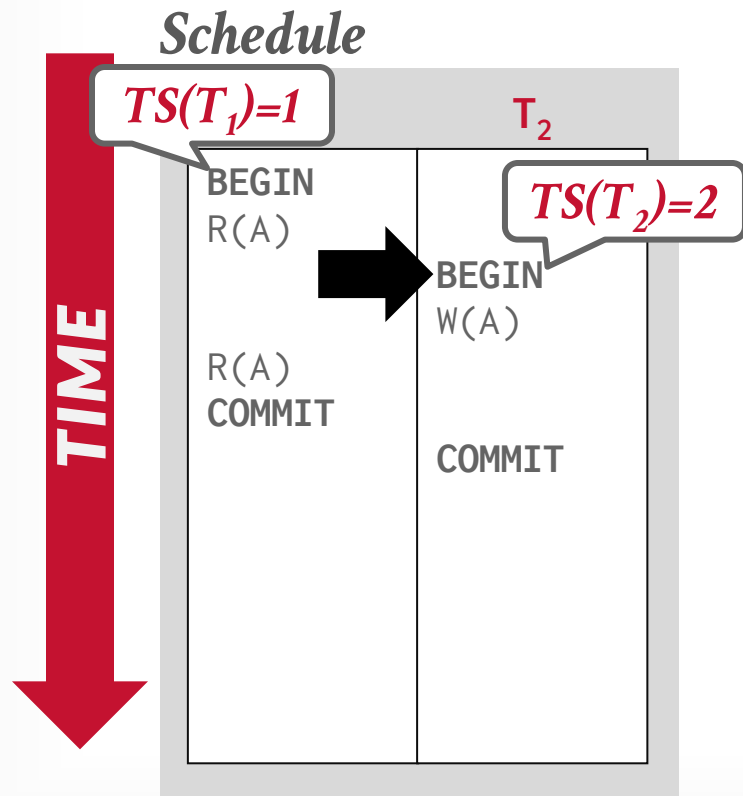 Schedule
TS(T₁)=1
T₂
BEGIN
R(A)
TS(T₂)=2
BEGIN
W(A)
R(A)
COMMIT
COMMIT
TIME